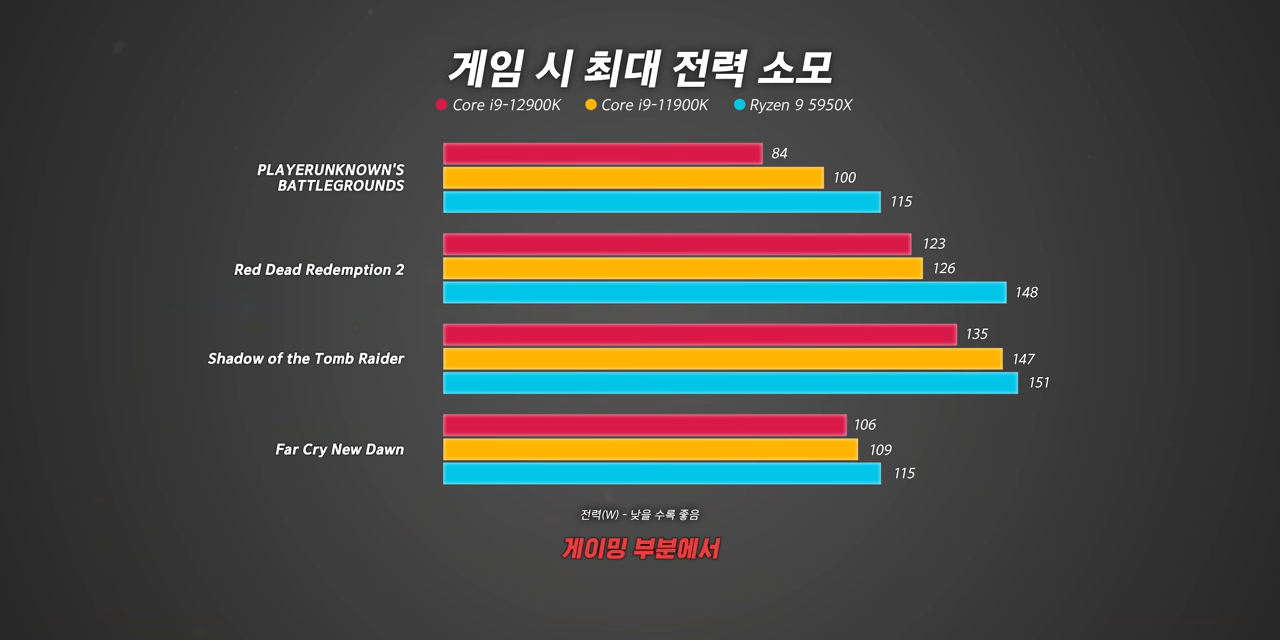 게임 시 최대 전력 소모
Core i9-12900K Core i9-11900K Ryzen 9 5950X
PLAYERUNKNOWN'S
BATTLEGROUNDS
84
100
115
Red Dead Redemption 2
123
126
148
Shadow of the Tomb Raider
135
147
151
Far Cry New Dawn
106
109
115
전력(W) - 낮을 수록 좋음
게이밍 부분에서